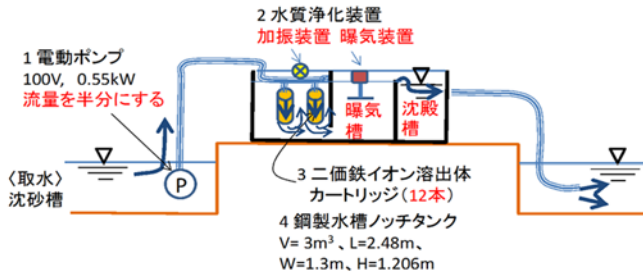 2 水質浄化装置
加振装置 曝気装置
1 電動ポンプ
100V, 0.55kW
流量を半分にする
曝気
槽
沈殿
槽
〈取水〉
沈砂槽
P
3 二価鉄イオン溶出体
カートリッジ(12本)
4 鋼製水槽ノッチタンク
V= 3m³、L=2.48m、
W=1.3m、H=1.206m